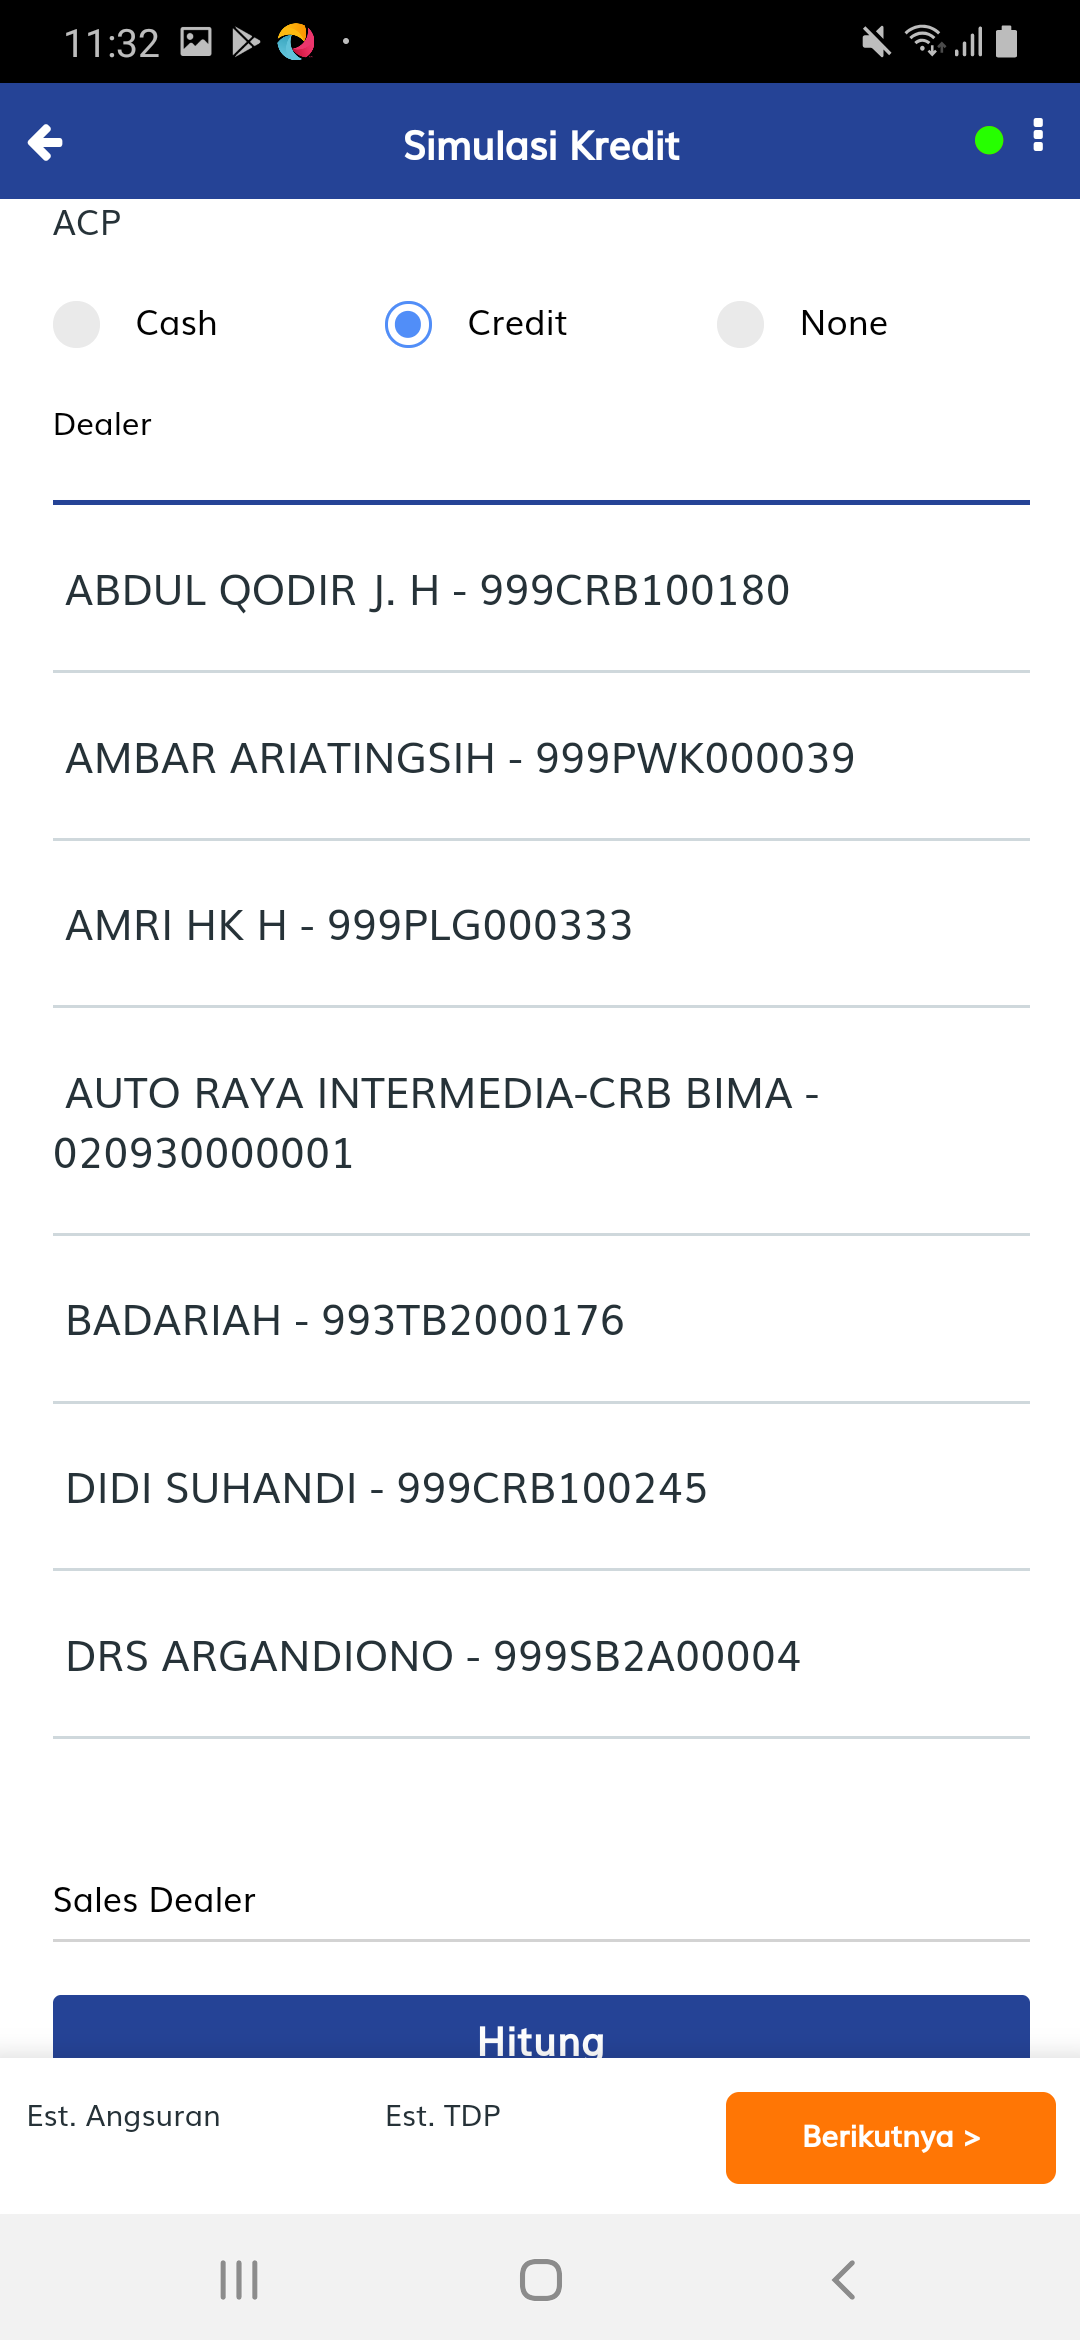 11:32
Simulasi Kredit
ACP
Cash Credit None
Dealer
ABDUL QODIR J. H - 999CRB100180
AMBAR ARIATINGSIH - 999PWK000039
AMRI HK H - 999PLG000333
AUTO RAYA INTERMEDIA-CRB BIMA -
020930000001
BADARIAH - 993TB2000176
DIDI SUHANDI - 999CRB100245
DRS ARGANDIONO - 999SB2A00004
Sales Dealer
Hitung
Est. Angsuran Est. TDP Berikutnya >